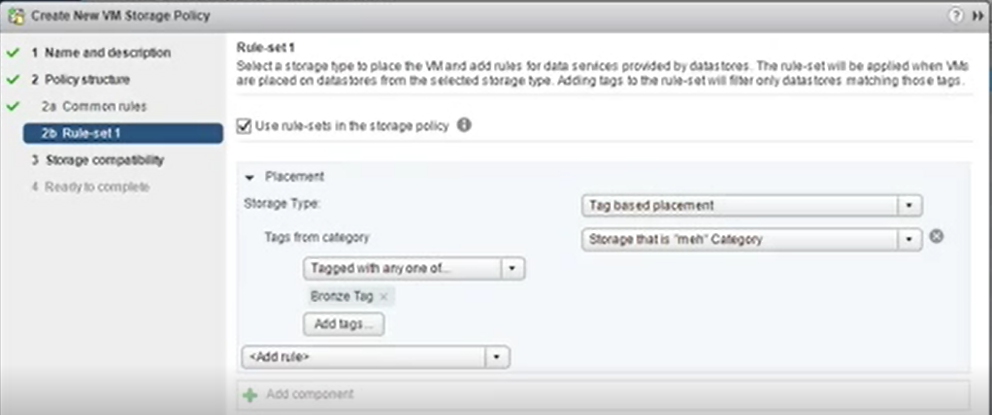 Create New VM Storage Policy
1 Name and description
2 Policy structure
2a Common rules
2b Rule-set 1
3 Storage compatibility
4 Ready to complete
Rule-set 1
Select a storage type to place the VM and add rules for data services provided by datastores. The rule-set will be applied when VMs
are placed on datastores from the selected storage type. Adding tags to the rule-set will filter only datastores matching those tags.
Use rule-sets in the storage policy
Placement
Storage Type: Tag based placement
Tags from category Storage that is "meh" Category
Tagged with any one of...
Bronze Tag
Add tags...
<Add rule>
Add component